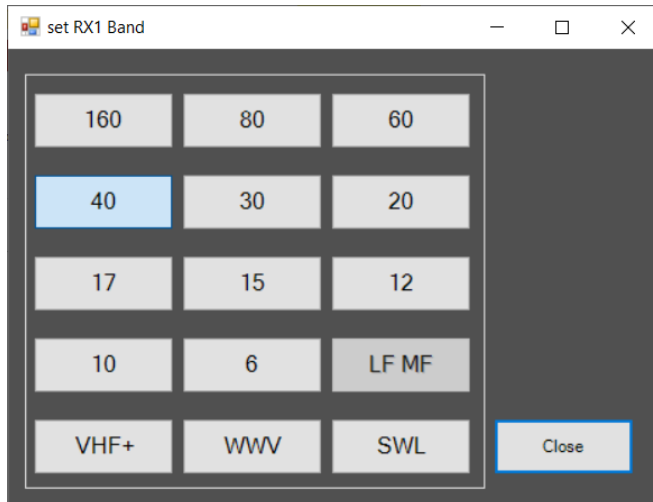 set RX1 Band
160 80 60
40 30 20
17 15 12
10 6 LF MF
VHF+ WWV SWL Close